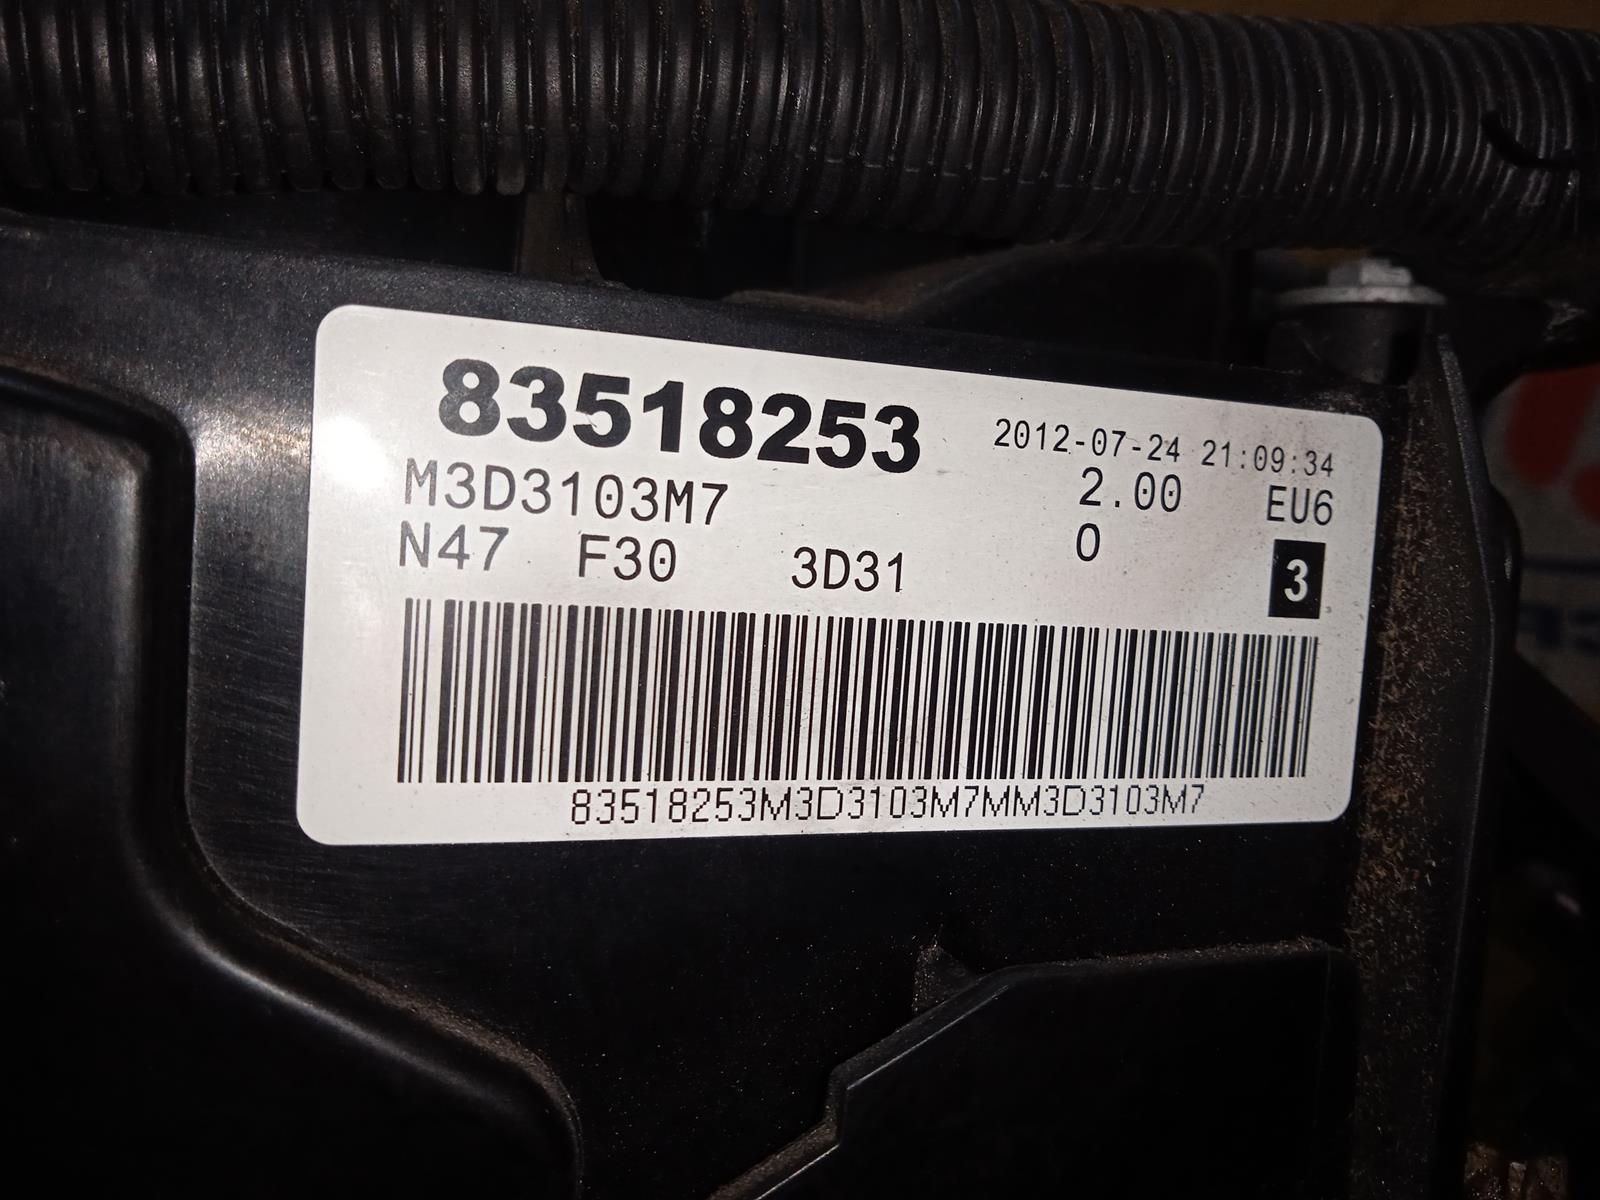 83518253 2012-07-24 21:09:34
M3D3103M7 2.00 EU6
N47 F30 3D31 0 3
83518253M3D3103M7MM3D3103M7